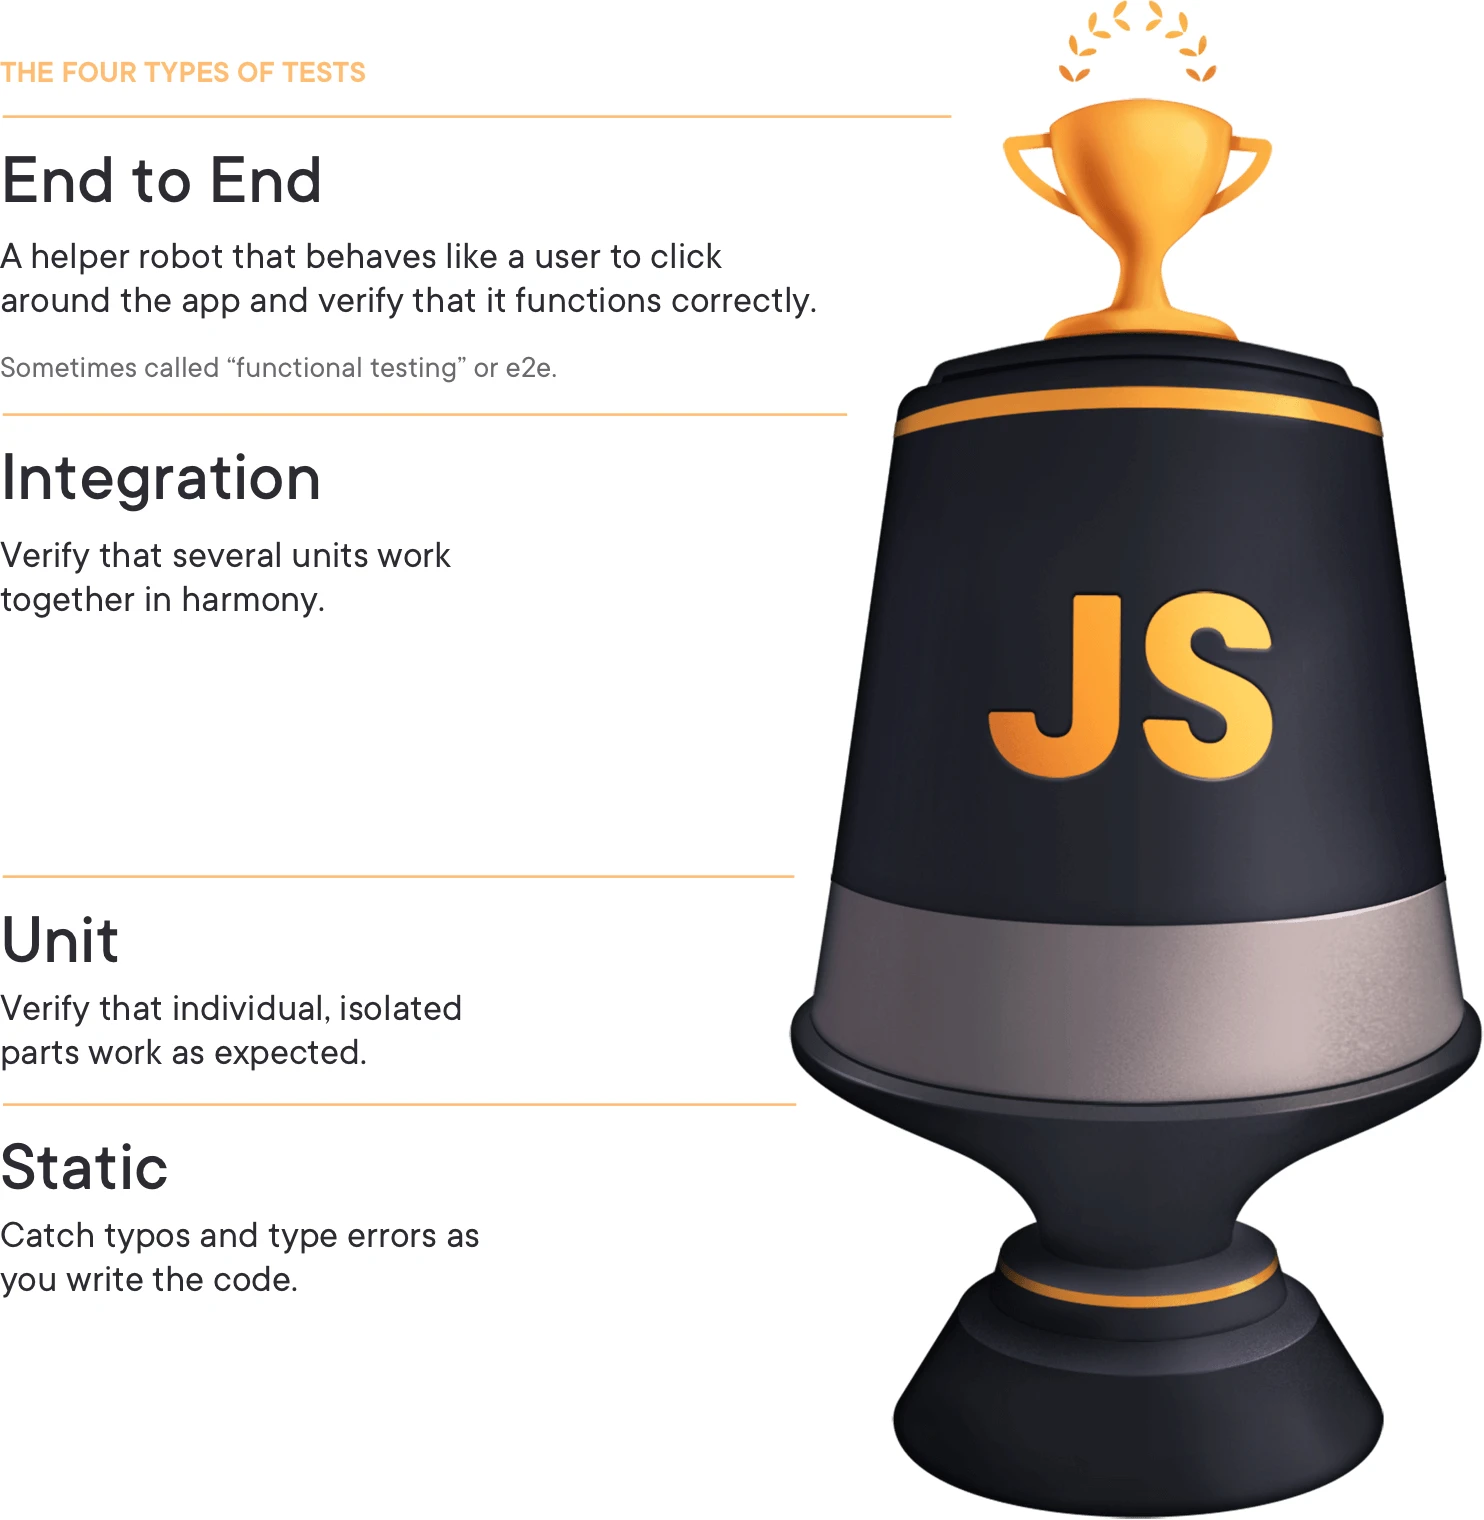 THE FOUR TYPES OF TESTS
End to End
A helper robot that behaves like a user to click
around the app and verify that it functions correctly.
Sometimes called “functional testing” or e2e.
Integration
Verify that several units work
together in harmony.
JS
Unit
Verify that individual, isolated
parts work as expected.
Static
Catch typos and type errors as
you write the code.